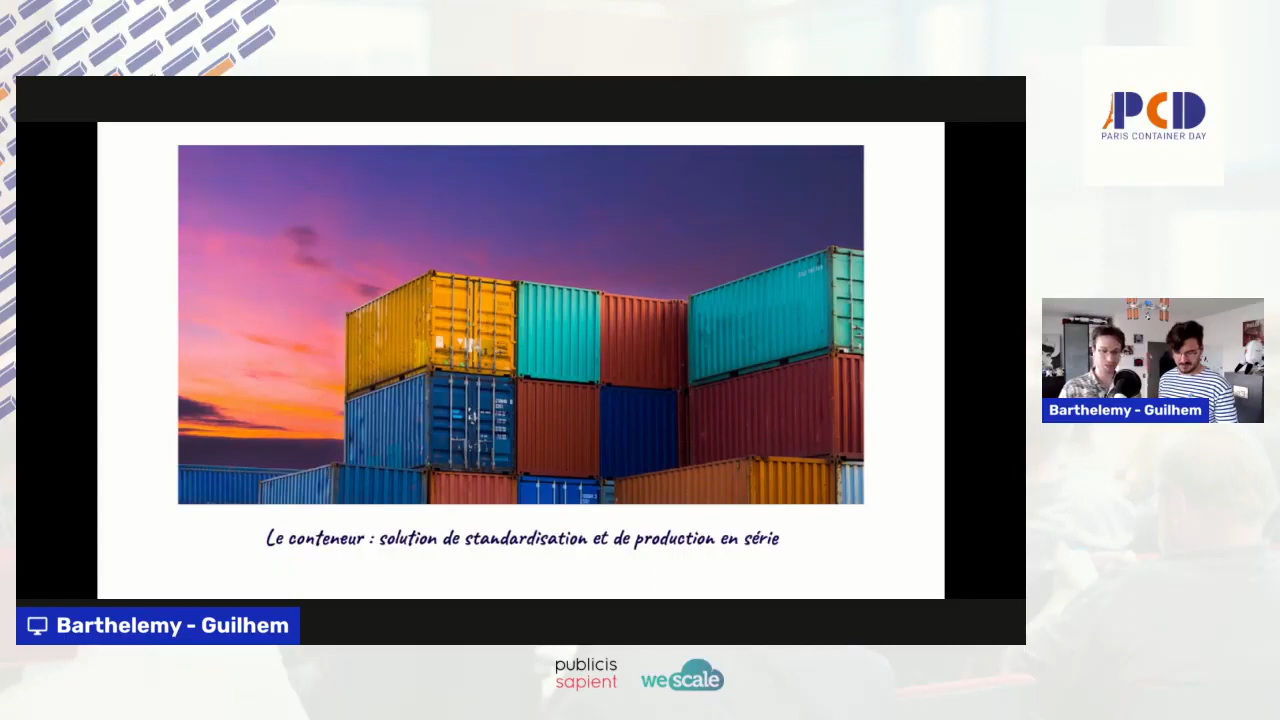 PCD
PARIS CONTAINER DAY
Le conteneur : solution de standardisation et de production en série
Barthelemy - Guilhem
Barthelemy - Guilhem
publicis
sapient
wescale